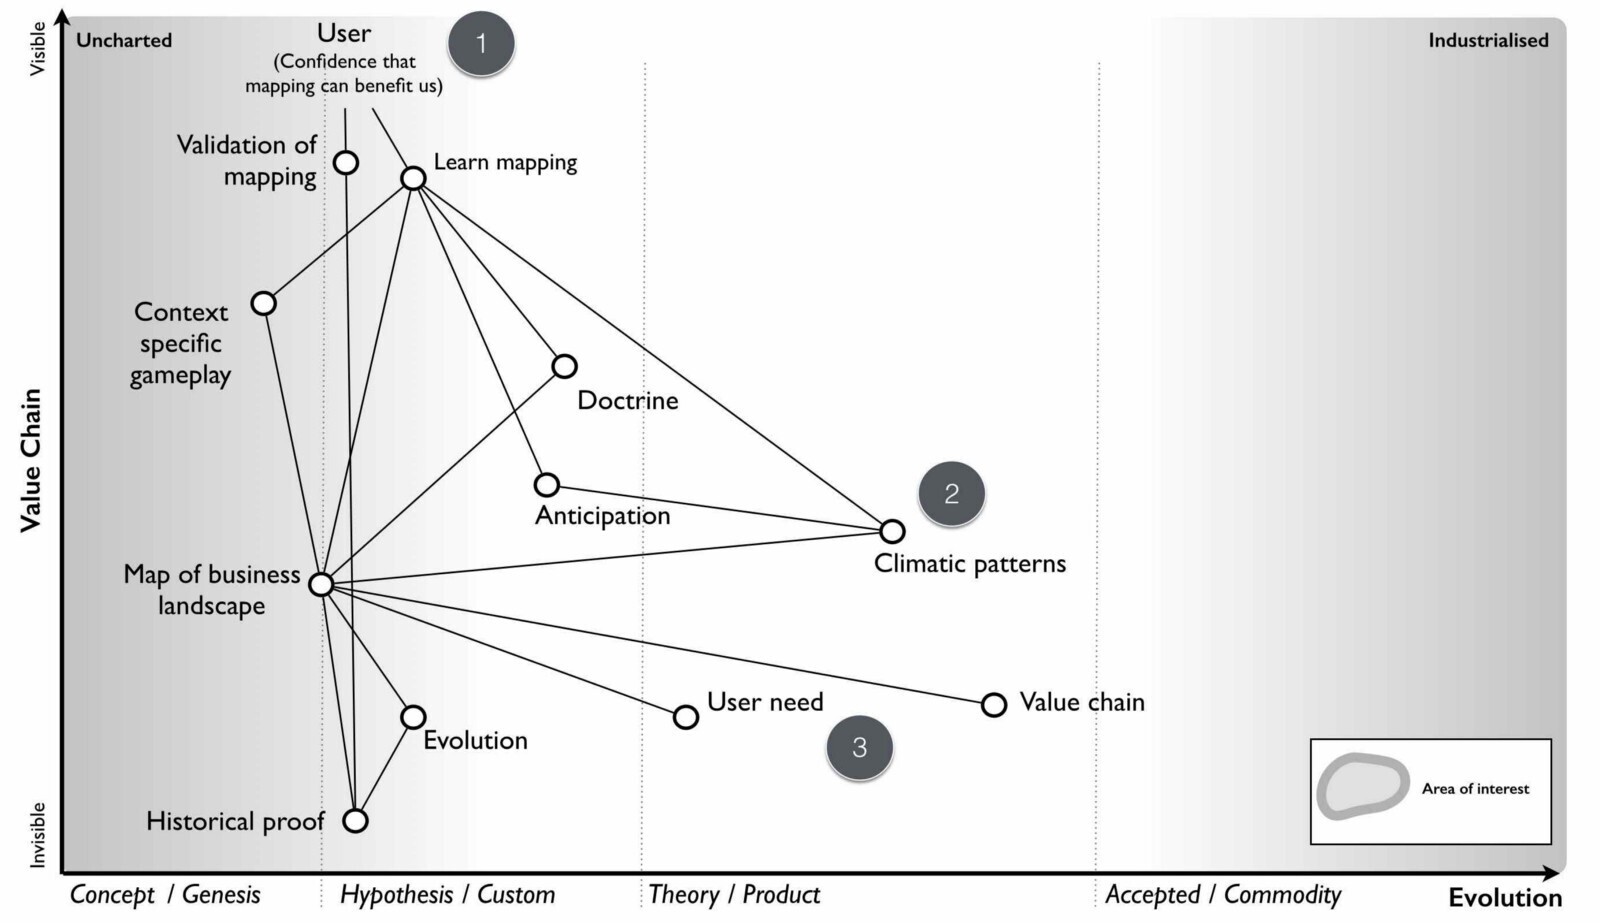 Visible
Uncharted
User
(Confidence that
mapping can benefit us)
1
Industrialised
Validation of
mapping
Learn mapping
Context
specific
gameplay
Doctrine
Value Chain
2
Anticipation
Climatic patterns
Map of business
landscape
User need
Value chain
3
Evolution
Area of interest
Historical proof
Invisible
Concept / Genesis
Hypothesis / Custom
Theory / Product
Accepted / Commodity
Evolution